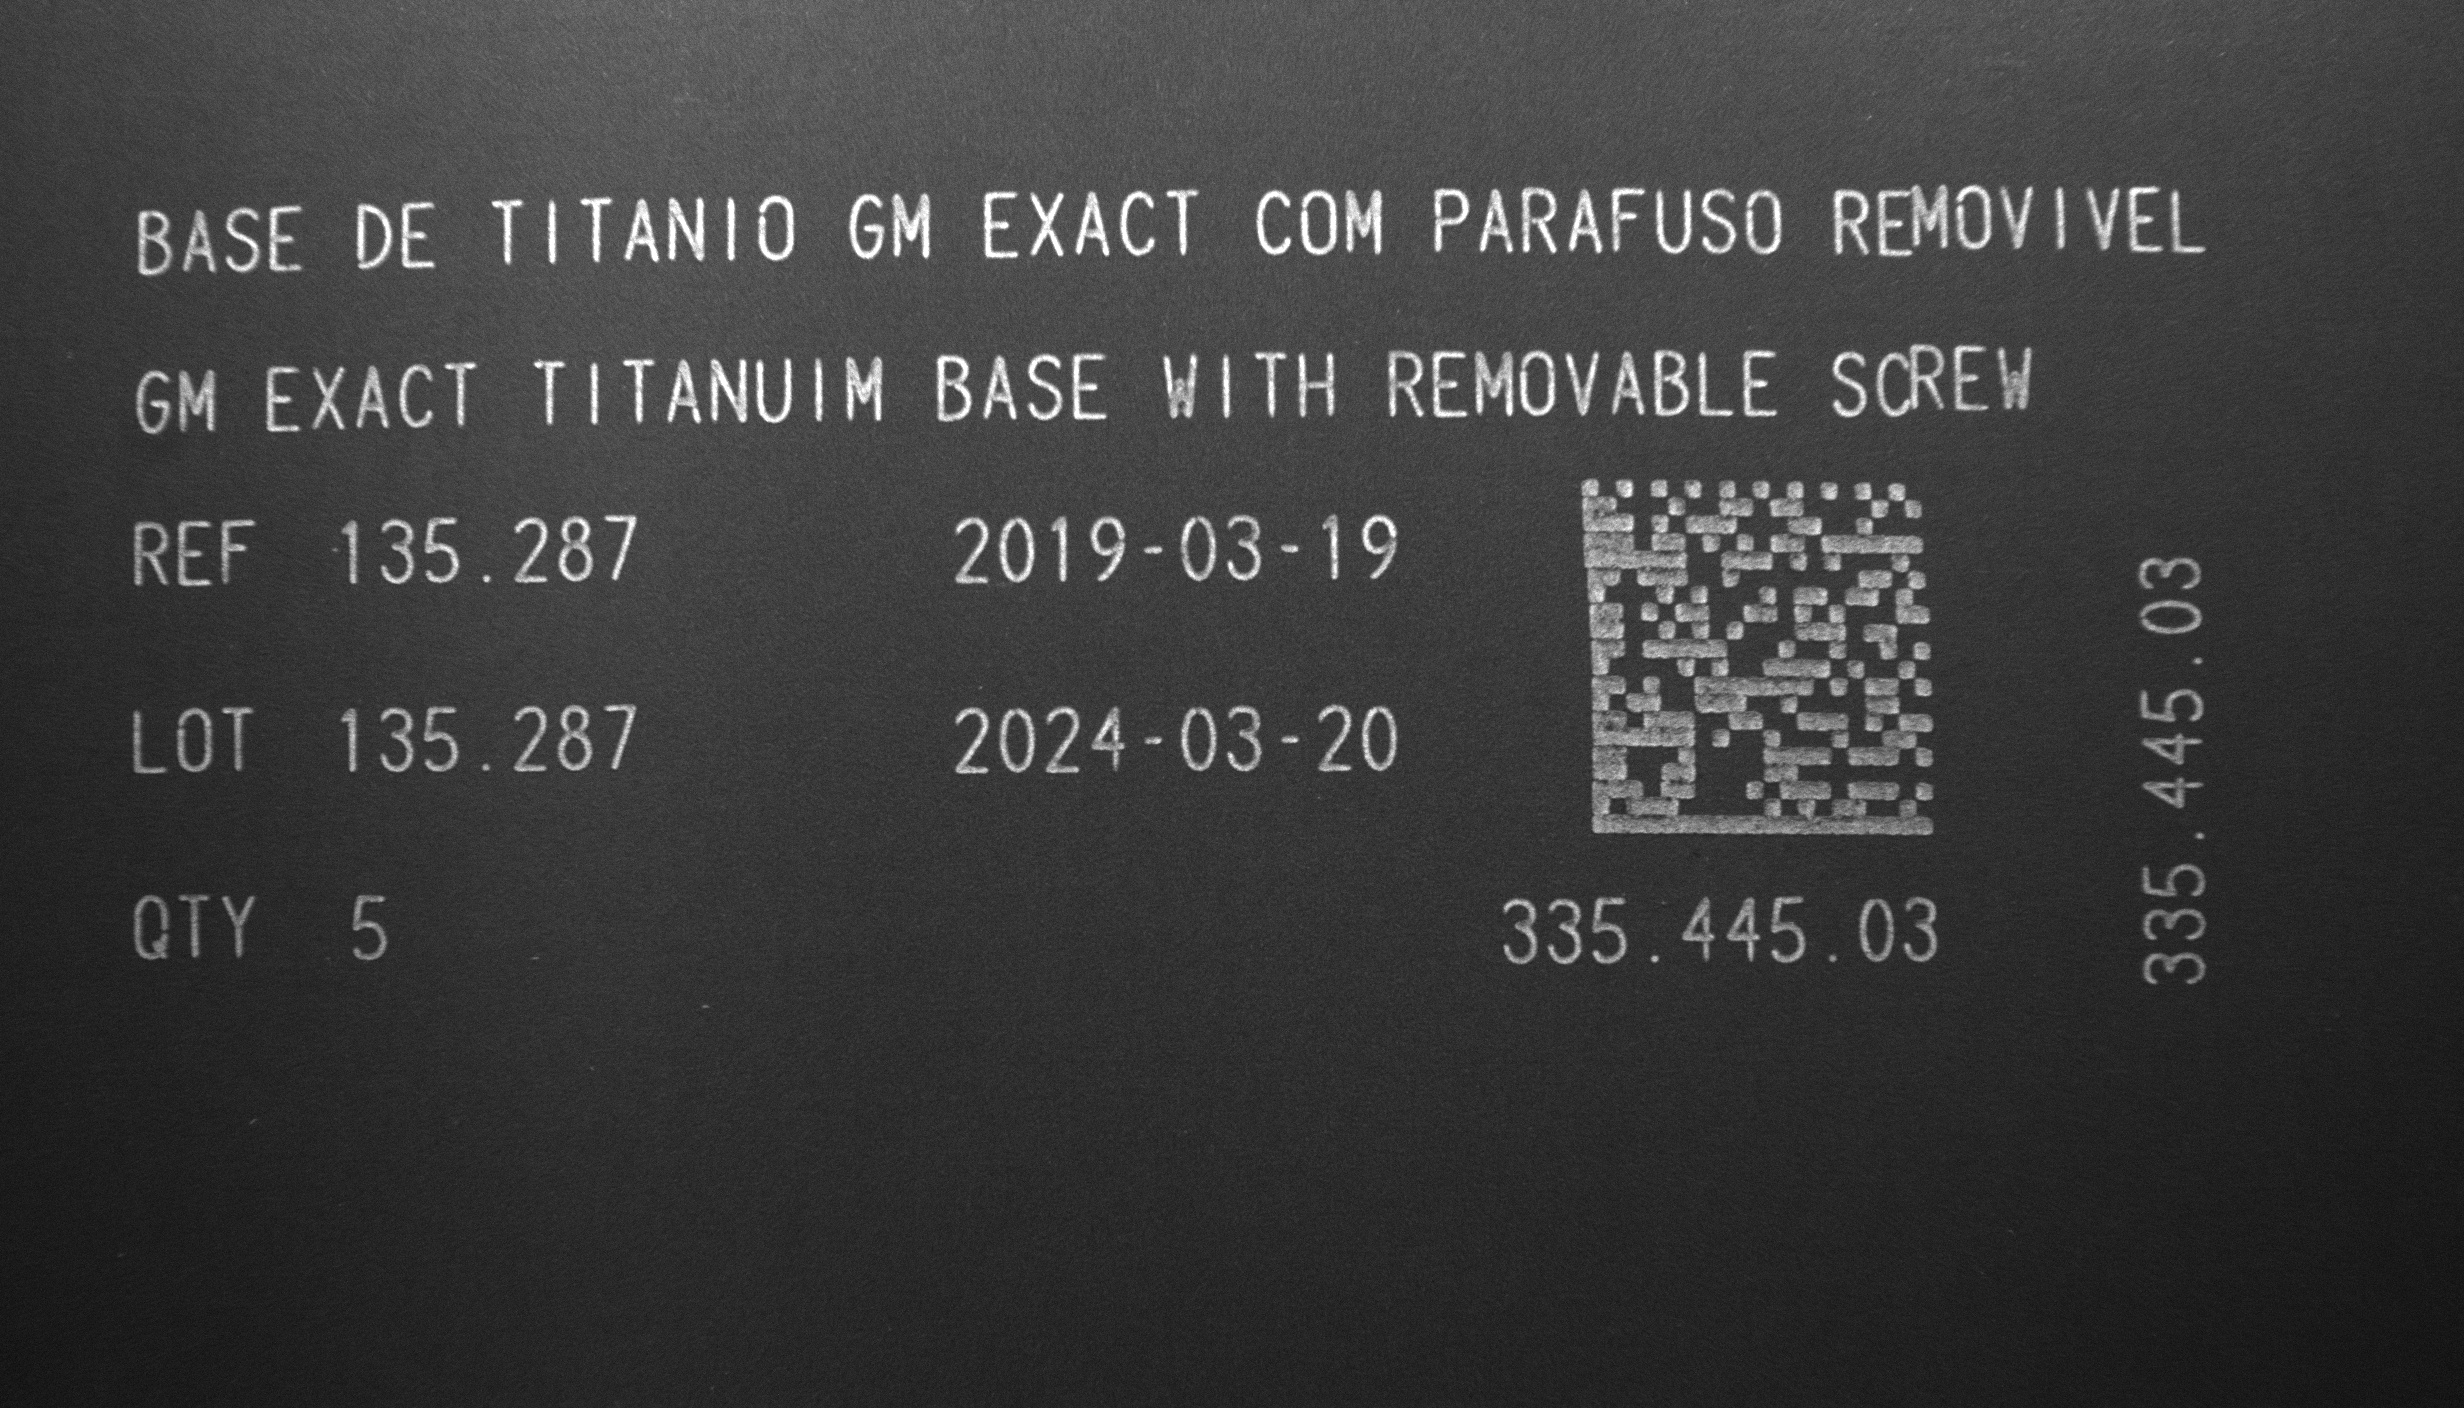 BASE DE TITANIO GM EXACT COM PARAFUSO REMOVIVEL
GM EXACT TITANUIM BASE WITH REMOVABLE SCREW
REF 135.287 2019-03-19
LOT 135.287 2024-03-20
QTY 5 335.445.03
335.445.03